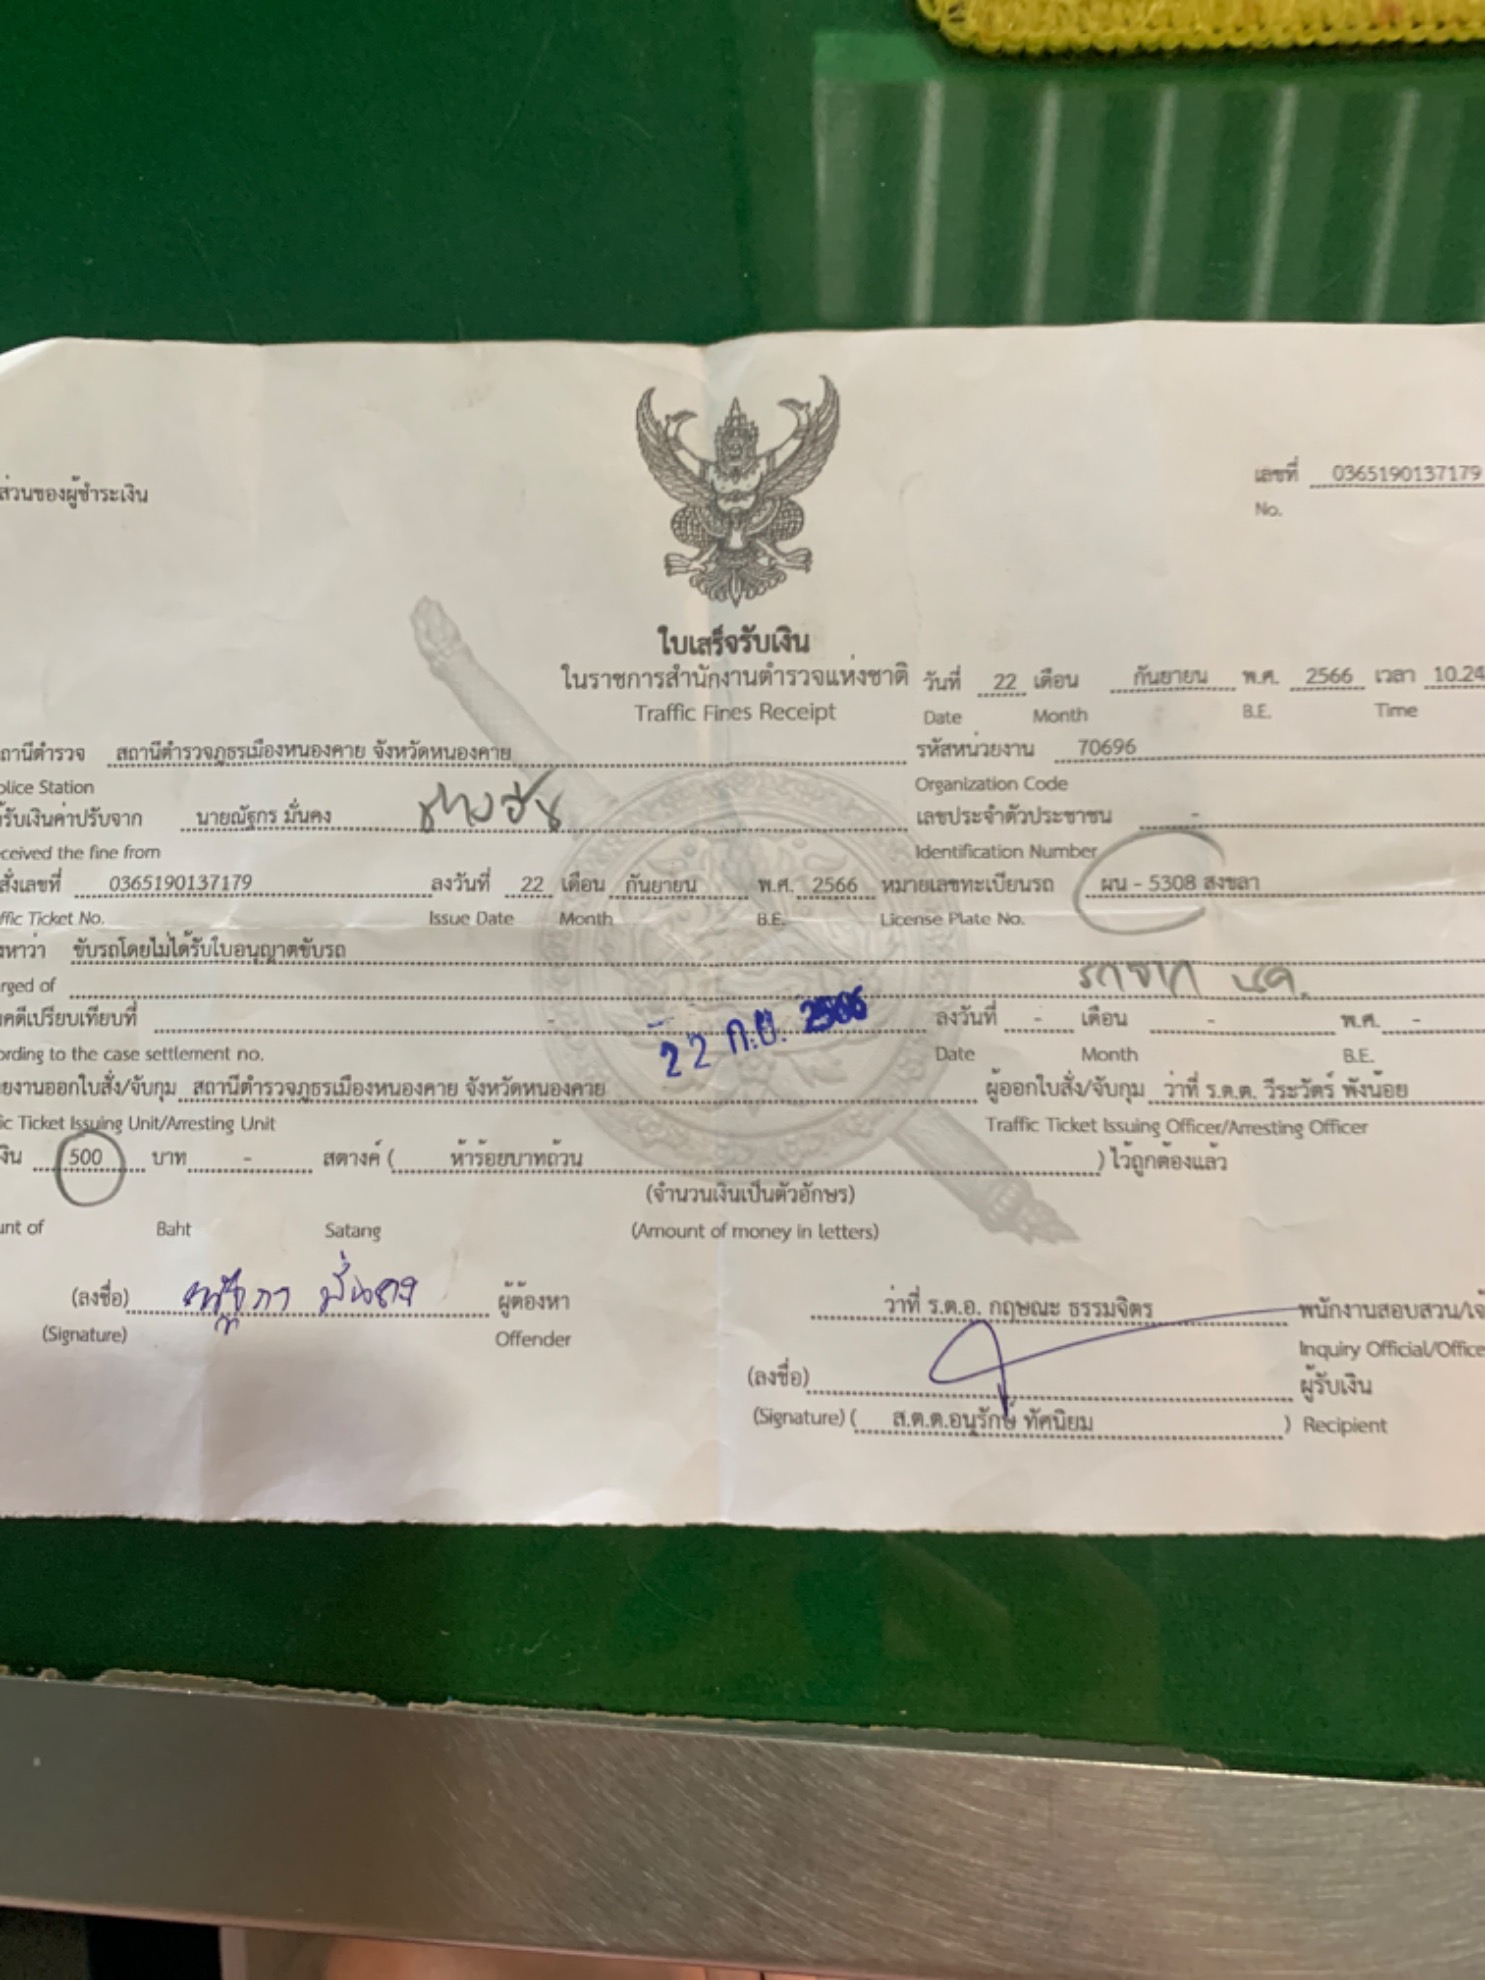 ส่วนของผู้ชำระเงิน
เลขที่ 0365190137179
No.
ใบเสร็จรับเงิน
ในราชการสำนักงานตำรวจแห่งชาติ วันที่ 22 เดือน กันยายน พ.ศ. 2566 เวลา 10.24
Traffic Fines Receipt Date Month B.E. Time
ถานีตำรวจ สถานีตำรวจภูธรเมืองหนองคาย จังหวัดหนองคาย รหัสหน่วยงาน 70696
olice Station Organization Code
รับเงินค่าปรับจาก นายณัฐกร มั่นคง เลขประจำตัวประชาชน -
ceived the fine from Identification Number
สั่งเลขที่ 0365190137179 ลงวันที่ 22 เดือน กันยายน พ.ศ. 2566 หมายเลขทะเบียนรถ ผน - 5308 สงขลา
ffic Ticket No. Issue Date Month B.E. License Plate No.
งหาว่า ขับรถโดยไม่ได้รับใบอนุญาตขับรถ
rged of
คดีเปรียบเทียบที่ - ลงวันที่ - เดือน - พ.ศ. -
22 ก.ย. 2566
ording to the case settlement no. Date Month B.E.
ยงานออกใบสั่ง/จับกุม สถานีตำรวจภูธรเมืองหนองคาย จังหวัดหนองคาย ผู้ออกใบสั่ง/จับกุม ว่าที่ ร.ต.ต. วีระวัตร์ พังน้อย
ic Ticket Issuing Unit/Arresting Unit Traffic Ticket Issuing Officer/Arresting Officer
งิน 500 บาท - สตางค์ ( ห้าร้อยบาทถ้วน ) ไว้ถูกต้องแล้ว
(จำนวนเงินเป็นตัวอักษร)
unt of Baht Satang (Amount of money in letters)
(ลงชื่อ) ผู้ต้องหา ว่าที่ ร.ต.อ. กฤษณะ ธรรมจิตร พนักงานสอบสวน/เจ้
(Signature) Offender Inquiry Official/Office
(ลงชื่อ) ผู้รับเงิน
(Signature) ( ส.ต.ต.อนุรักษ์ ทัศนิยม ) Recipient